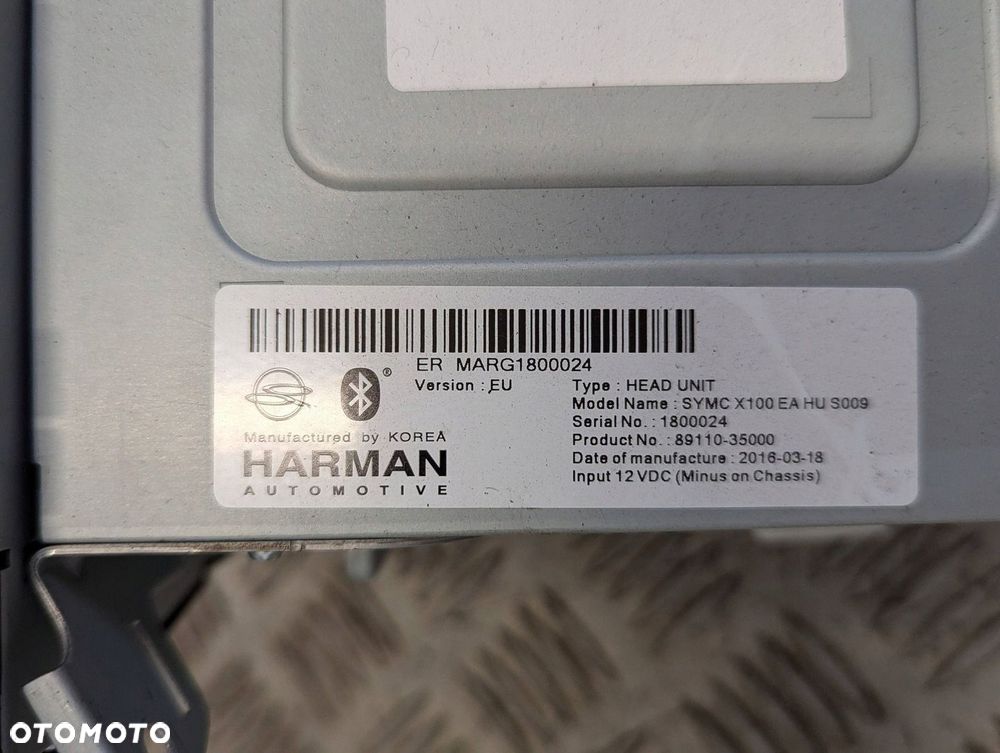 ER MARG1800024
Version : EU
Type : HEAD UNIT
Model Name : SYMC X100 EA HU S009
Serial No. : 1800024
Product No. : 89110-35000
Date of manufacture : 2016-03-18
Input 12 VDC (Minus on Chassis)
®
Manufactured by KOREA
HARMAN
AUTOMOTIVE
OTOMOTO